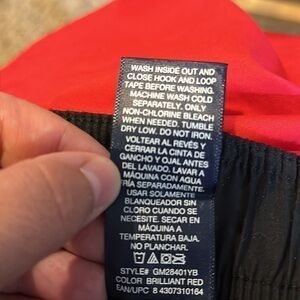 WASH INSIDE OUT AND
CLOSE HOOK AND LOOP
TAPE BEFORE WASHING.
MACHINE WASH COLD
SEPARATELY. ONLY
NON-CHLORINE BLEACH
WHEN NEEDED. TUMBLE
DRY LOW. DO NOT IRON.
VOLTEAR AL REVÉS Y
CERRAR LA CINTA DE
GANCHO Y OJAL ANTES
DEL LAVADO. LAVAR A
MÁQUINA CON AGUA
FRÍA SEPARADAMENTE.
USAR SOLAMENTE
BLANQUEADOR SIN
CLORO CUANDO SE
NECESITE. SECAR EN
MÁQUINA A
TEMPERATURA BAJA.
NO PLANCHAR.
STYLE# GM28401YB
COLOR BRILLIANT RED
EAN/UPC 8 4307310164